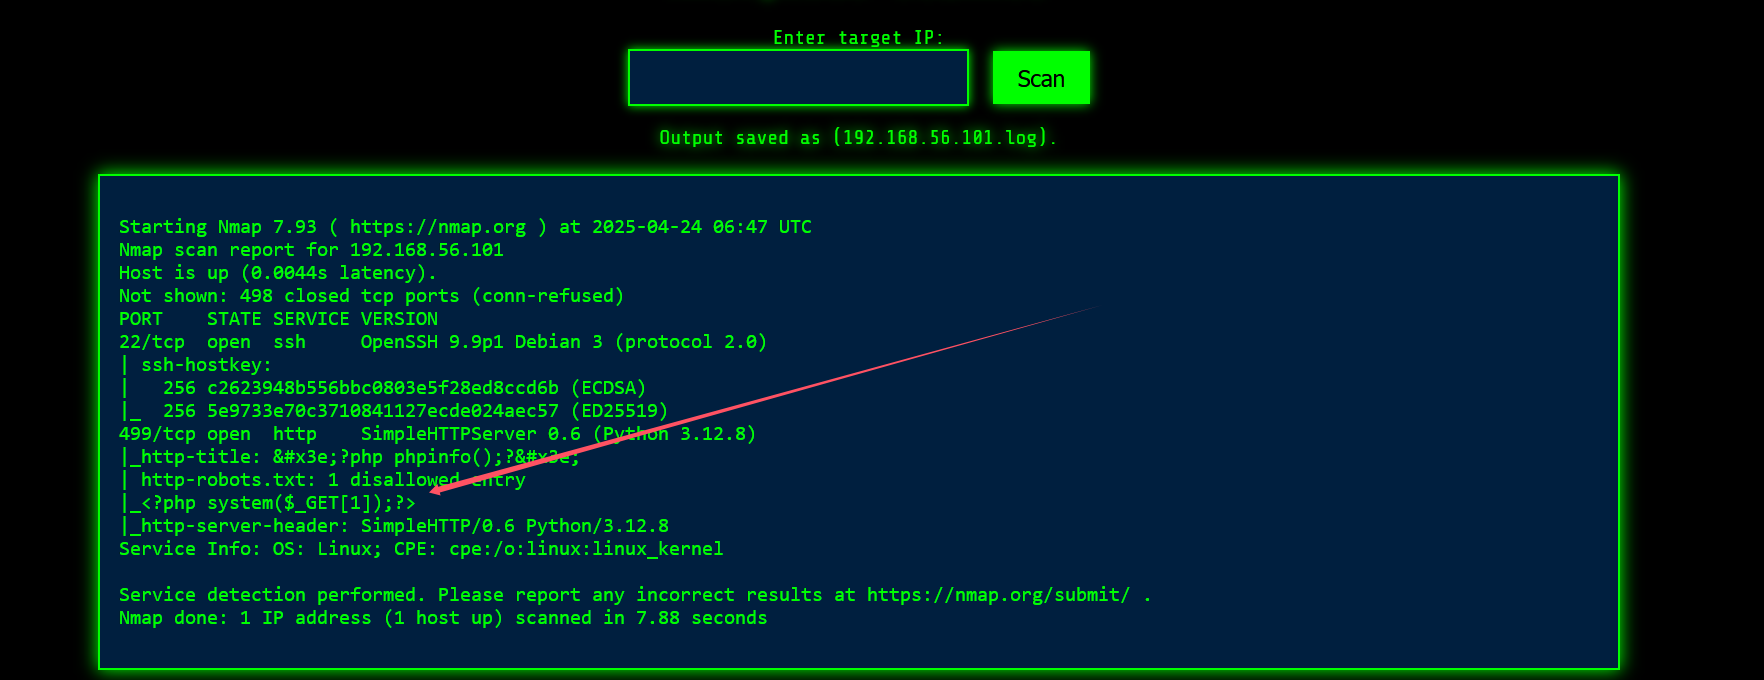 Enter target IP:
Scan
Output saved as (192.168.56.101.log).
Starting Nmap 7.93 ( https://nmap.org ) at 2025-04-24 06:47 UTC
Nmap scan report for 192.168.56.101
Host is up (0.0044s latency).
Not shown: 498 closed tcp ports (conn-refused)
PORT    STATE SERVICE VERSION
22/tcp  open  ssh     OpenSSH 9.9p1 Debian 3 (protocol 2.0)
| ssh-hostkey:
|   256 c2623948b556bbc0803e5f28ed8ccd6b (ECDSA)
|_  256 5e9733e70c3710841127ecde024aec57 (ED25519)
499/tcp open  http    SimpleHTTPServer 0.6 (Python 3.12.8)
|_http-title: &#x3e;?php phpinfo();?&#x3e;
| http-robots.txt: 1 disallowed entry
|_<?php system($_GET[1]);?>
|_http-server-header: SimpleHTTP/0.6 Python/3.12.8
Service Info: OS: Linux; CPE: cpe:/o:linux:linux_kernel
Service detection performed. Please report any incorrect results at https://nmap.org/submit/ .
Nmap done: 1 IP address (1 host up) scanned in 7.88 seconds